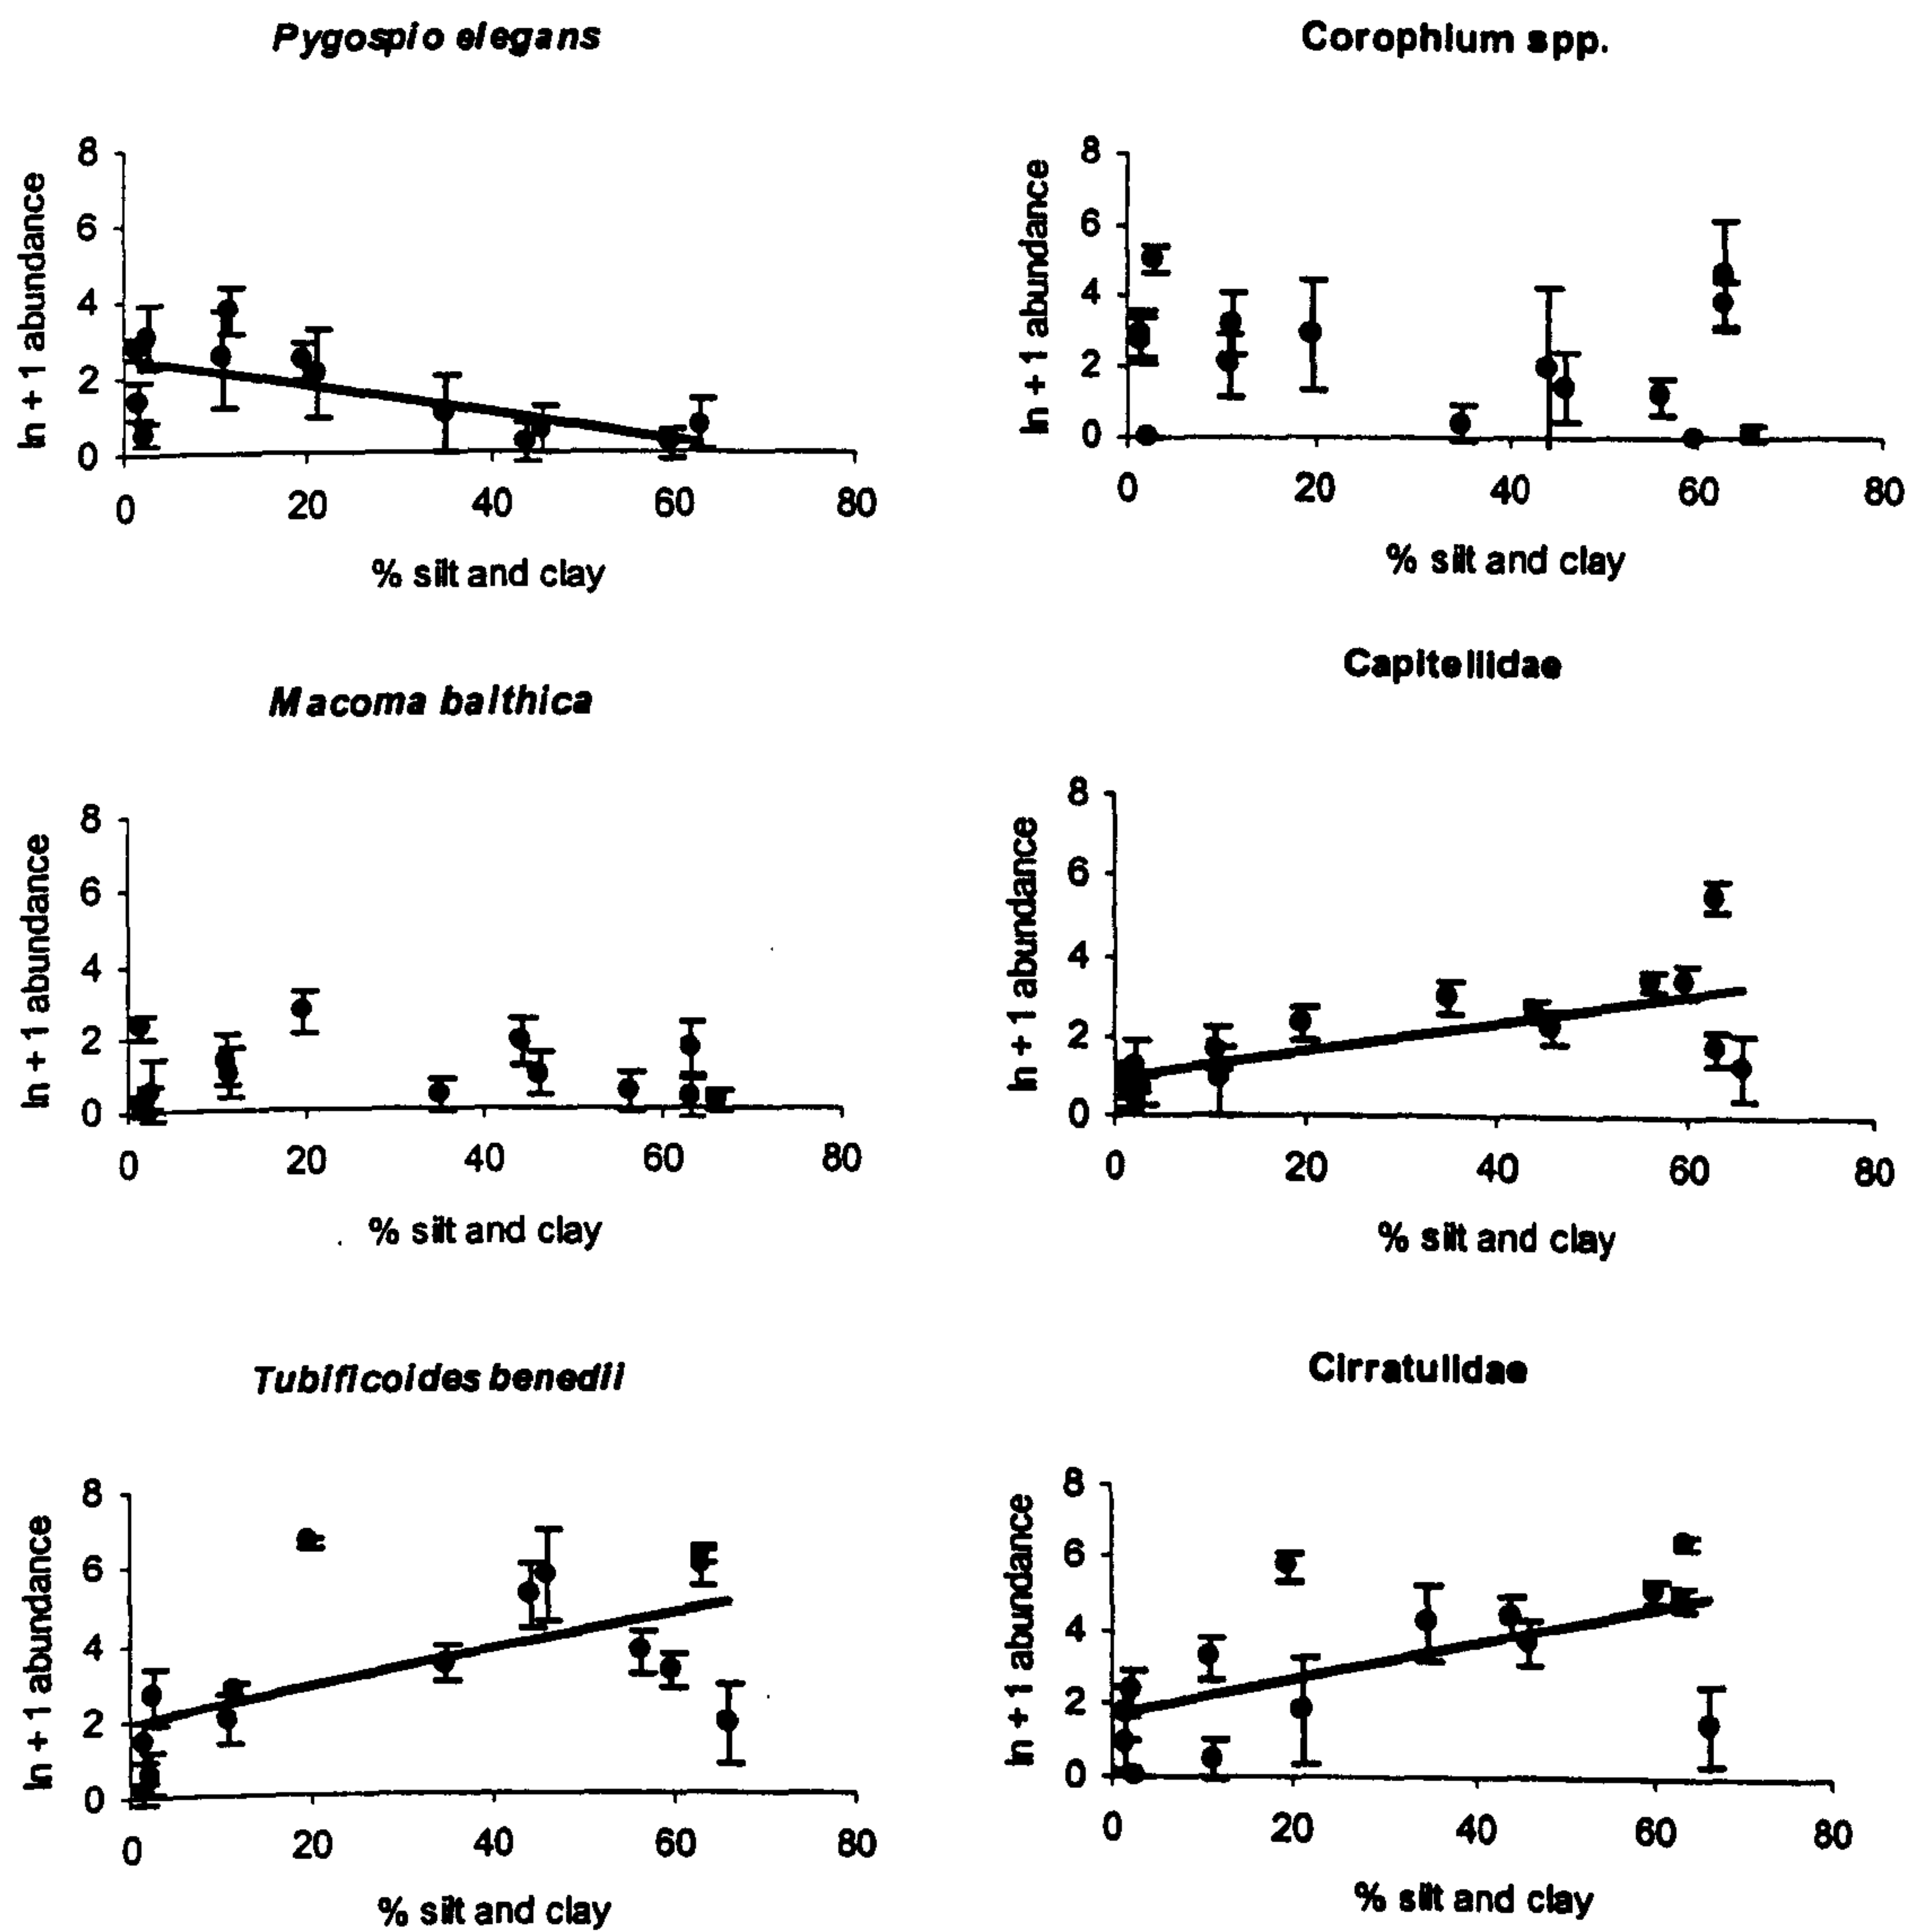 Pygospio elegans
8
6
4
2
0
0 20 40 60 80
ln + 1 abundance
% silt and clay
Corophium spp.
8
6
4
2
0
0 20 40 60 80
ln + 1 abundance
% silt and clay
Macoma balthica
8
6
4
2
0
0 20 40 60 80
ln + 1 abundance
% silt and clay
Capitellidae
8
6
4
2
0
0 20 40 60 80
ln + 1 abundance
% silt and clay
Tubificoides benedii
8
6
4
2
0
0 20 40 60 80
ln + 1 abundance
% silt and clay
Cirratulidae
8
6
4
2
0
0 20 40 60 80
ln + 1 abundance
% silt and clay